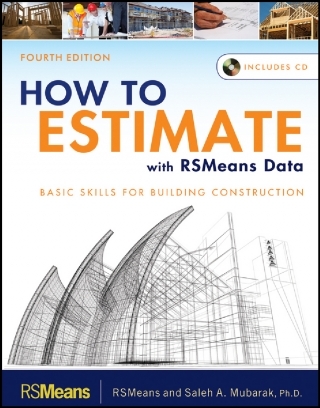 FOURTH EDITION
INCLUDES CD
HOW TO
ESTIMATE
with RSMeans Data
BASIC SKILLS FOR BUILDING CONSTRUCTION
RSMeans
RSMeans and Saleh A. Mubarak, Ph.D.